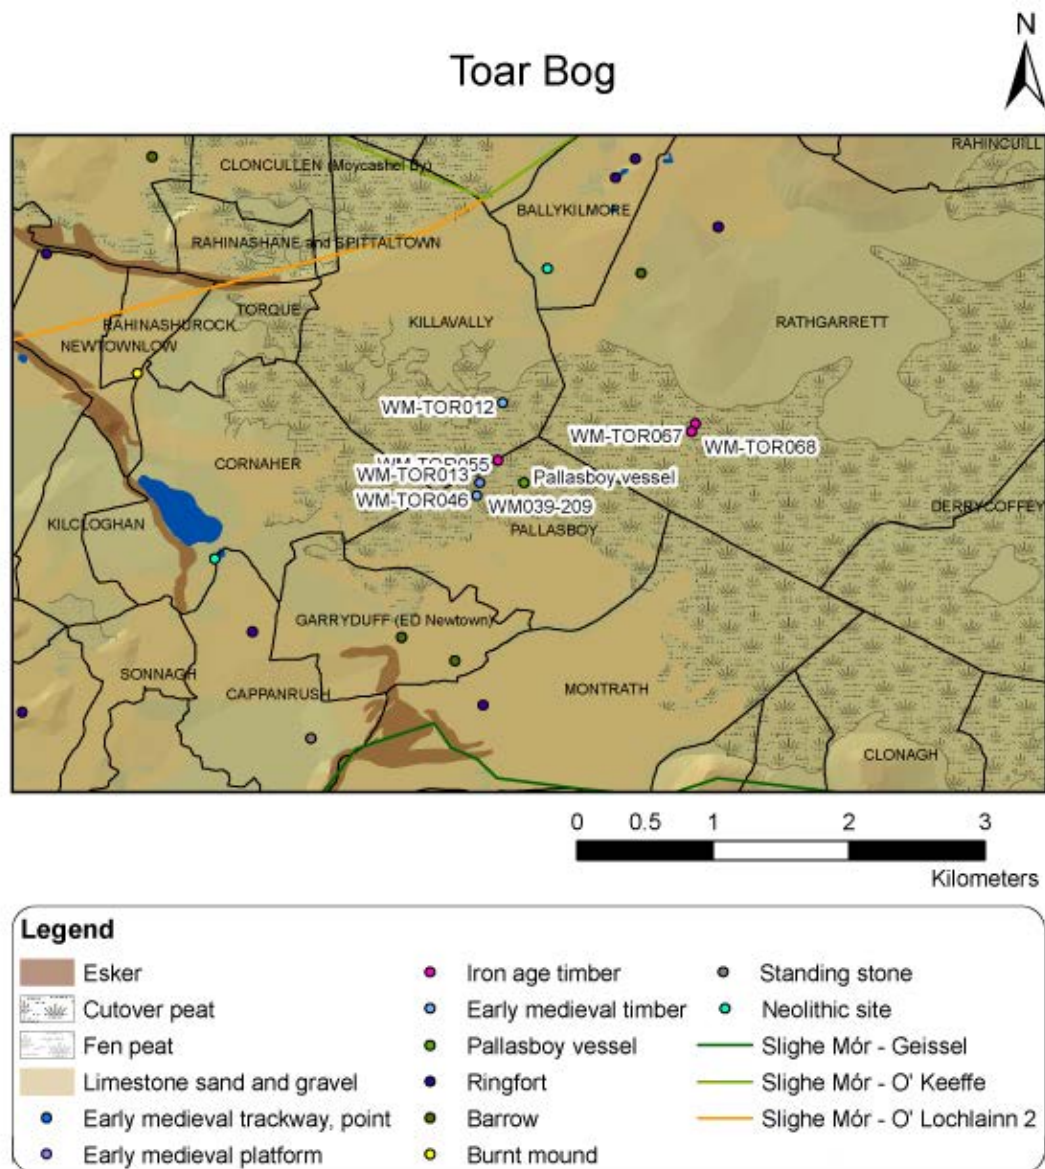 N
Toar Bog
RAHINCUILL
CLONCULLEN (Moycashel By)
BALLYKILMORE
RAHINASHANE and SPITTALTOWN
TORQUE
RAHINASHUROCK
KILLAVALLY
RATHGARRETT
NEWTOWNLOW
WM-TOR012
WM-TOR067
WM-TOR068
CORNAHER
WM-TOR055
WM-TOR013
Pallasboy vessel
WM-TOR046
WM039-209
DERRYCOFFEY
KILCLOGHAN
PALLASBOY
GARRYDUFF (ED Newtown)
SONNAGH
CAPPANRUSH
MONTRATH
CLONAGH
0 0.5 1 2 3
Kilometers
Legend
Esker
Cutover peat
Fen peat
Limestone sand and gravel
Early medieval trackway, point
Early medieval platform
Iron age timber
Early medieval timber
Pallasboy vessel
Ringfort
Barrow
Burnt mound
Standing stone
Neolithic site
Slighe Mór - Geissel
Slighe Mór - O' Keeffe
Slighe Mór - O' Lochlainn 2